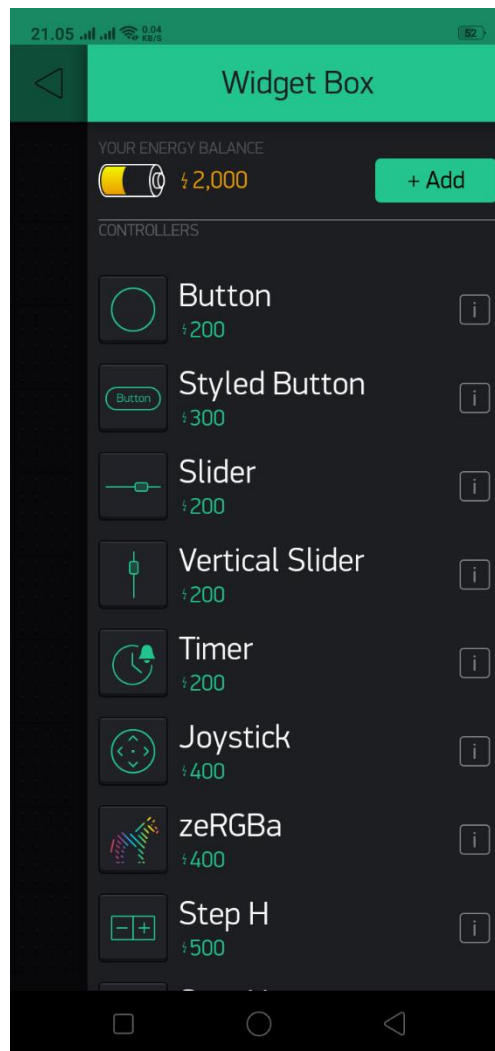 21.05 0.04 KB/S 52
Widget Box
YOUR ENERGY BALANCE
2,000 + Add
CONTROLLERS
Button
200
Button
Styled Button
300
Slider
200
Vertical Slider
200
Timer
200
Joystick
400
zeRGBa
400
Step H
500